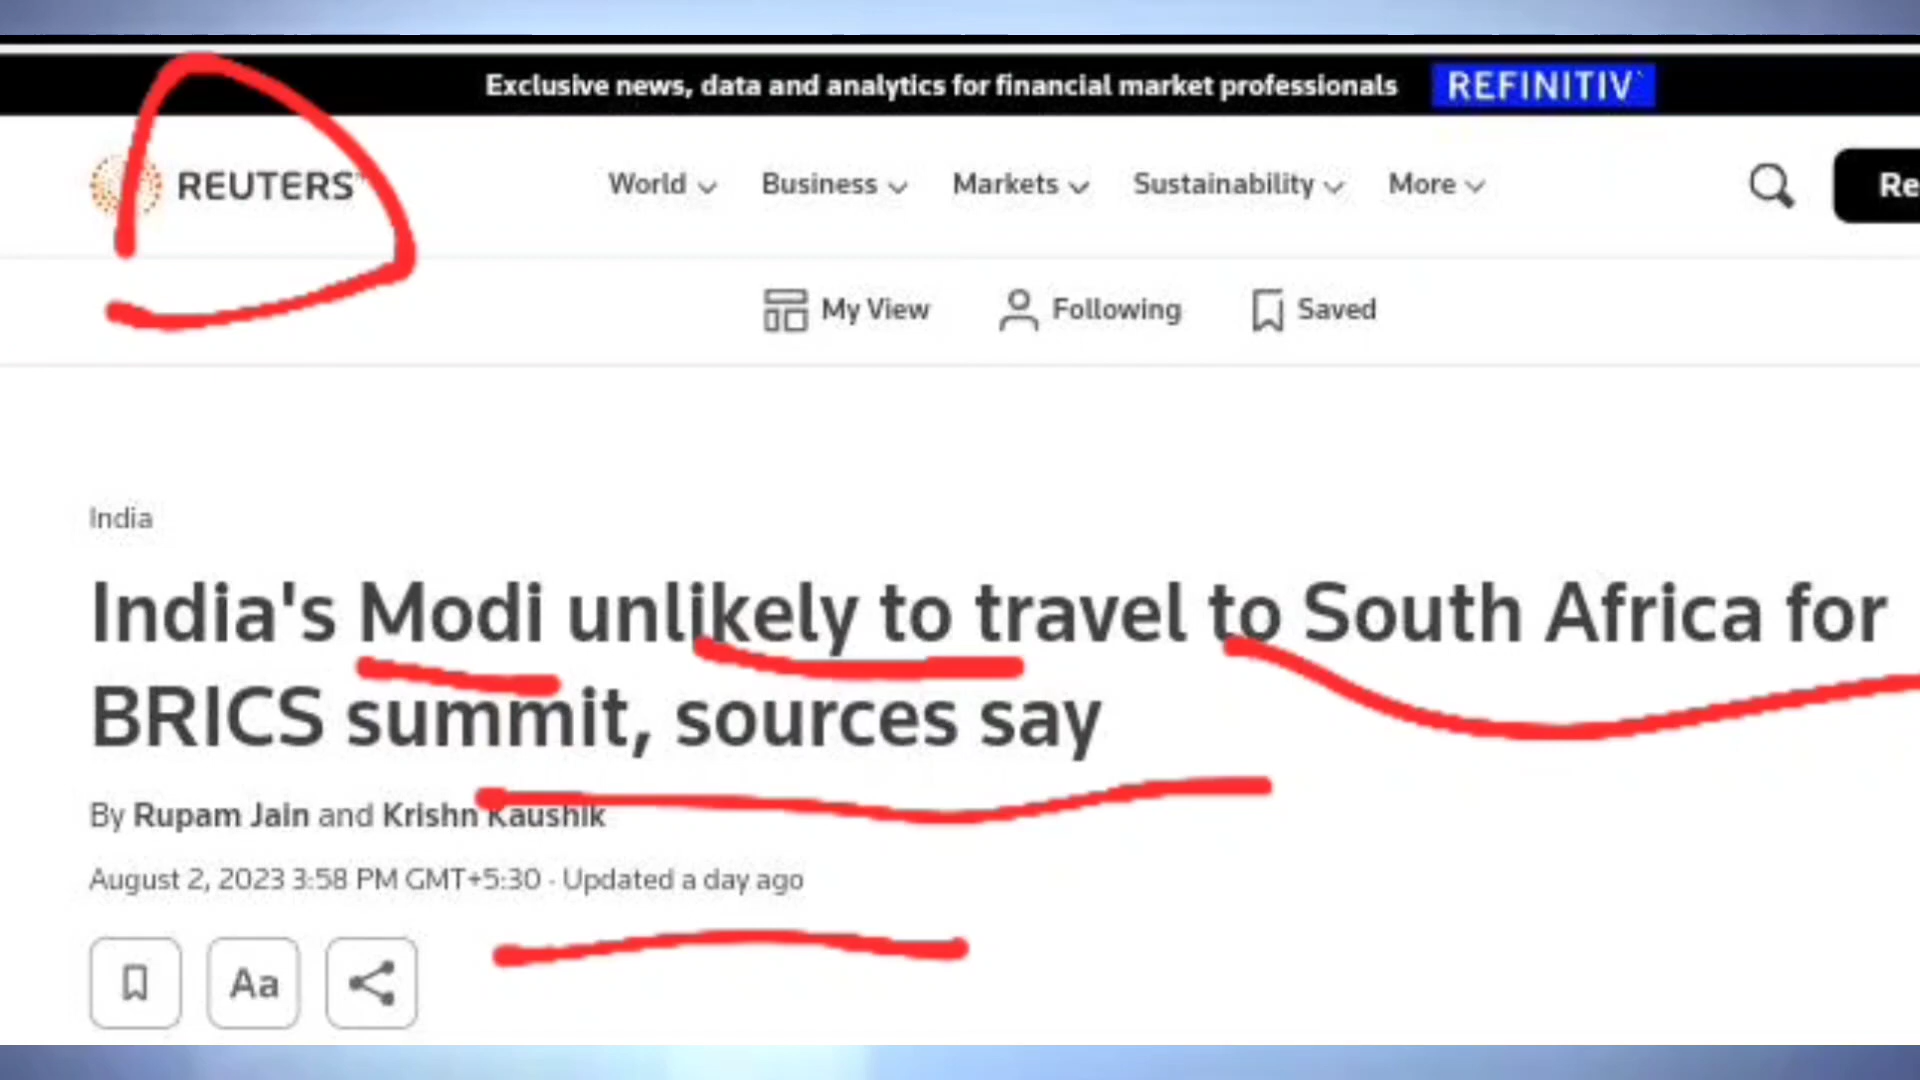 Exclusive news, data and analytics for financial market professionals REFINITIV
REUTERS
World Business Markets Sustainability More
My View Following Saved
India
India's Modi unlikely to travel to South Africa for
BRICS summit, sources say
By Rupam Jain and Krishn Kaushik
August 2, 2023 3:58 PM GMT+5:30 · Updated a day ago
Aa